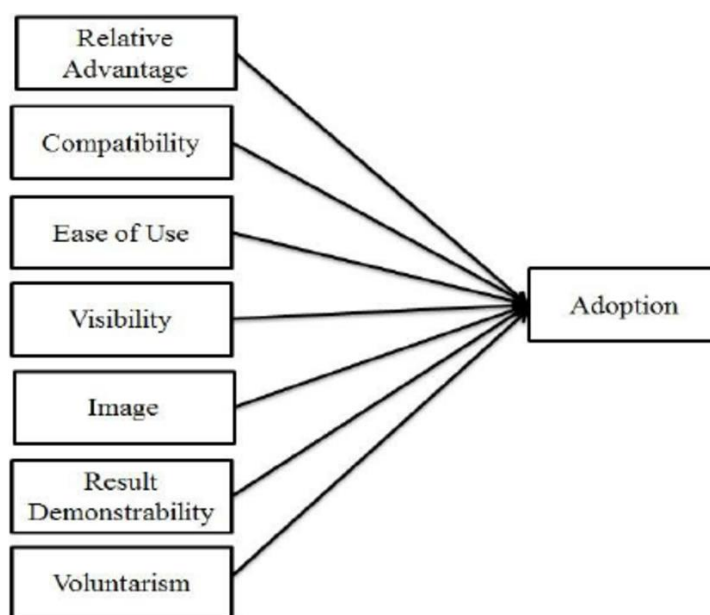 Relative
Advantage
Compatibility
Ease of Use
Visibility
Image
Result
Demonstrability
Voluntarism
Adoption